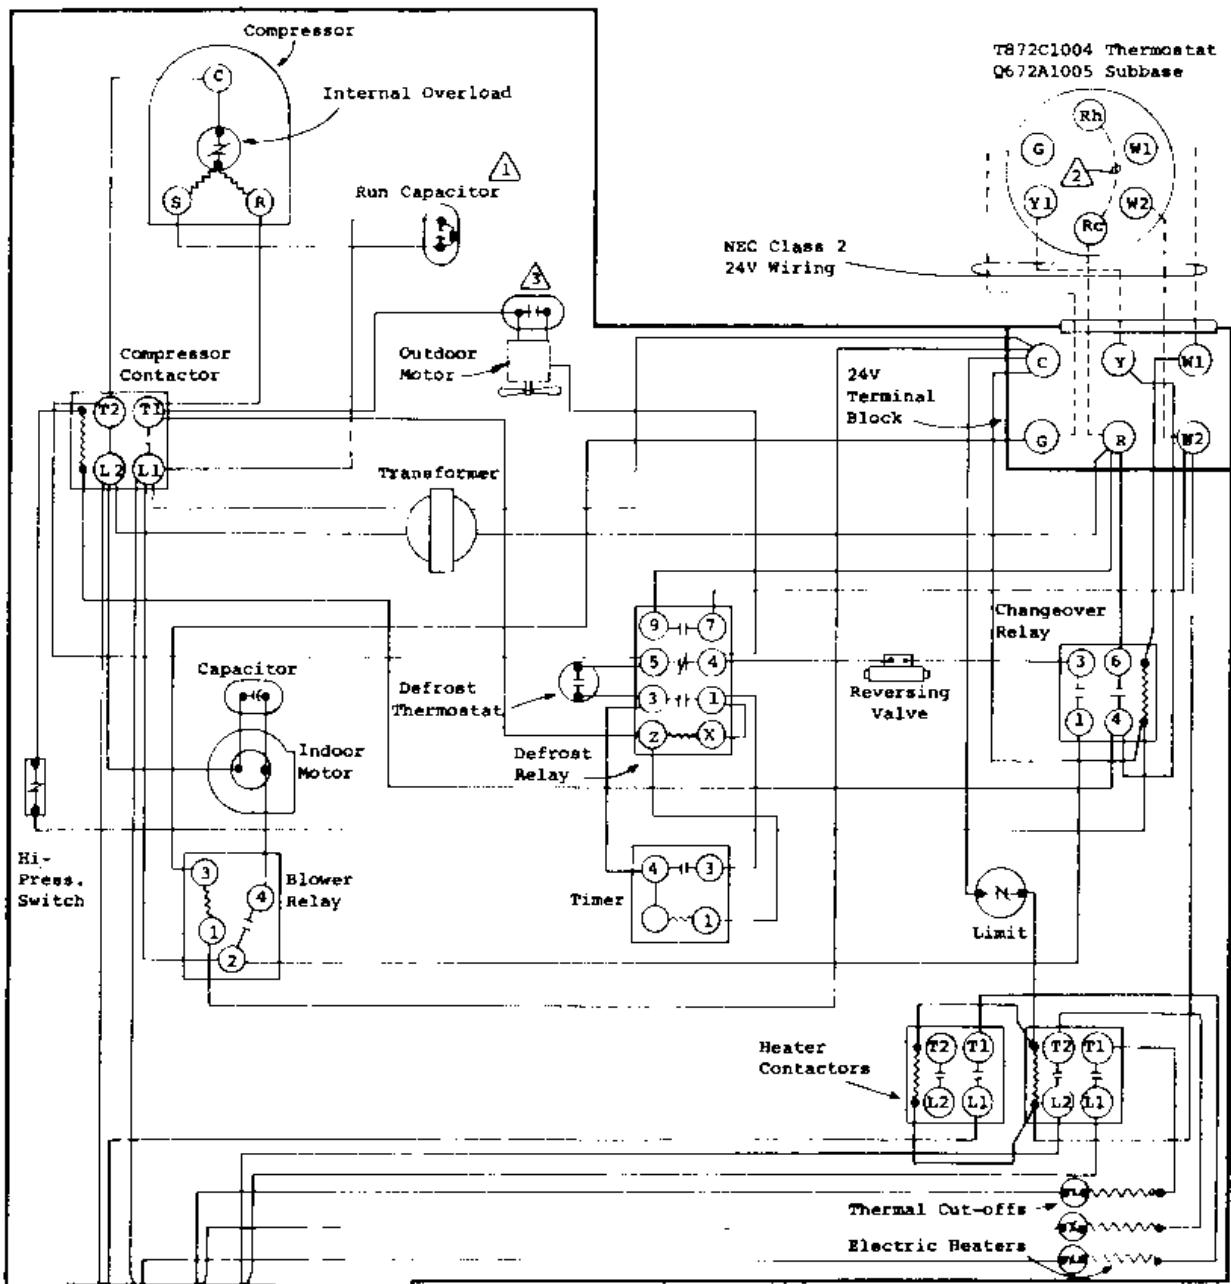 Compressor
T872C1004 Thermostat
Q672A1005 Subbase
C
Internal Overload
Rh
G
W1
1
2
S
R
Run Capacitor
Y1
W2
Rc
NEC Class 2
24V Wiring
3
Compressor
Contactor
Outdoor
Motor
24V
Terminal
Block
C
Y
W1
T2
T1
G
R
W2
L2
L1
Transformer
Changeover
Relay
9
7
Capacitor
5
4
3
6
Defrost
Thermostat
Reversing
Valve
3
1
1
4
Indoor
Motor
Z
X
Defrost
Relay
Hi-
Press.
Switch
3
4
Blower
Relay
4
3
Timer
1
1
2
Limit
Heater
Contactors
T2
T1
T2
T1
L2
L1
L2
L1
Thermal Cut-offs
Electric Heaters